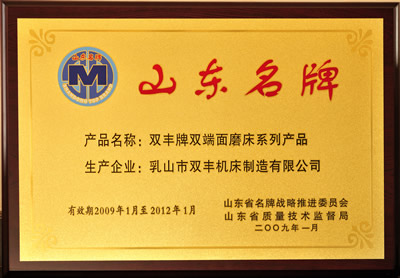 山东名牌
产品名称：双丰牌双端面磨床系列产品
生产企业：乳山市双丰机床制造有限公司
有效期2009年1月至2012年1月
山东省名牌战略推进委员会
山东省质量技术监督局
二〇〇九年一月